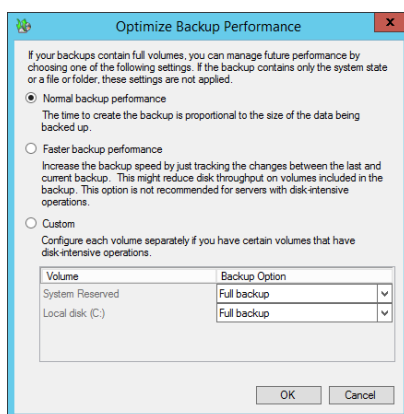 Optimize Backup Performance
x
If your backups contain full volumes, you can manage future performance by
choosing one of the following settings. If the backup contains only the system state
or a file or folder, these settings are not applied.
Normal backup performance
The time to create the backup is proportional to the size of the data being
backed up.
Faster backup performance
Increase the backup speed by just tracking the changes between the last and
current backup. This might reduce disk throughput on volumes included in the
backup. This option is not recommended for servers with disk-intensive
operations.
Custom
Configure each volume separately if you have certain volumes that have
disk-intensive operations.
Volume Backup Option
System Reserved Full backup
Local disk (C:) Full backup
OK Cancel